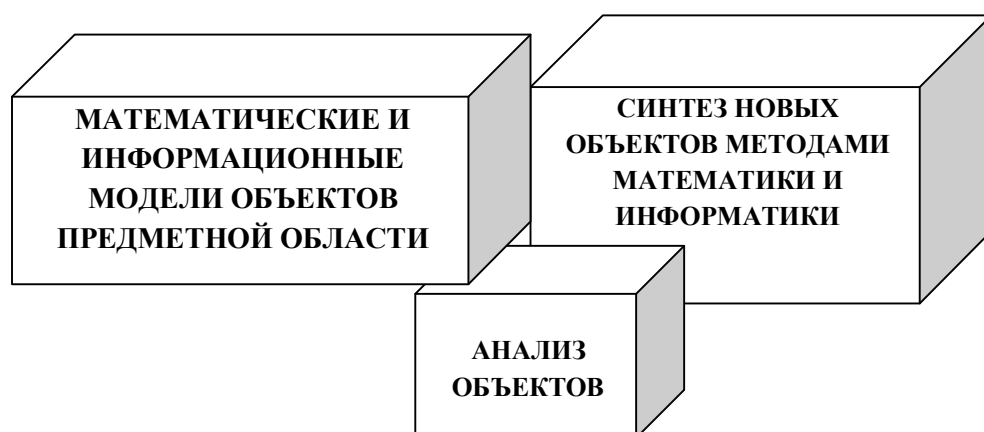 МАТЕМАТИЧЕСКИЕ И
ИНФОРМАЦИОННЫЕ
МОДЕЛИ ОБЪЕКТОВ
ПРЕДМЕТНОЙ ОБЛАСТИ
СИНТЕЗ НОВЫХ
ОБЪЕКТОВ МЕТОДАМИ
МАТЕМАТИКИ И
ИНФОРМАТИКИ
АНАЛИЗ
ОБЪЕКТОВ